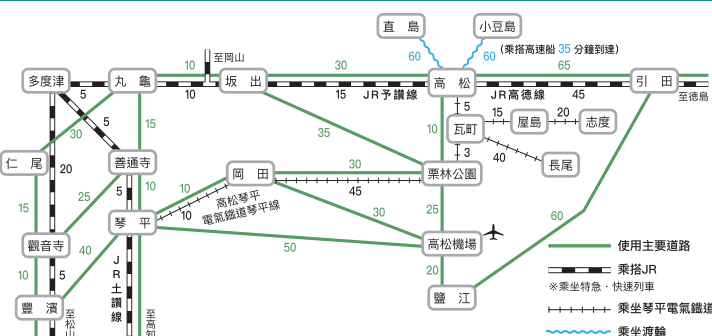 直島
小豆島
60
60
(乘搭高速船 35 分鐘到達)
至岡山
10
30
65
多度津
丸龜
坂出
高松
引田
5
10
15
JR予讚線
JR高德線
45
至德島
5
30
5
15
35
10
瓦町
15
屋島
20
志度
3
40
長尾
仁尾
20
善通寺
岡田
30
栗林公園
45
5
10
10
25
15
10
高松琴平
電氣鐵道琴平線
琴平
30
25
60
觀音寺
40
50
高松機場
使用主要道路
10
5
JR土讚線
20
乘搭JR
※乘坐特急・快速列車
豐濱
鹽江
至松山
至高知
乘坐琴平電氣鐵道
乘坐渡輪